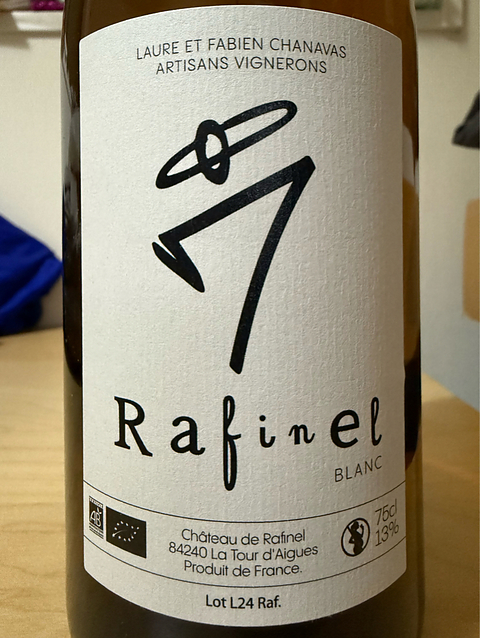 LAURE ET FABIEN CHANAVAS
ARTISANS VIGNERONS
Rafinel
BLANC
AB
Château de Rafinel
84240 La Tour d'Aigues
Produit de France.
75cl
13%
Lot L24 Raf.